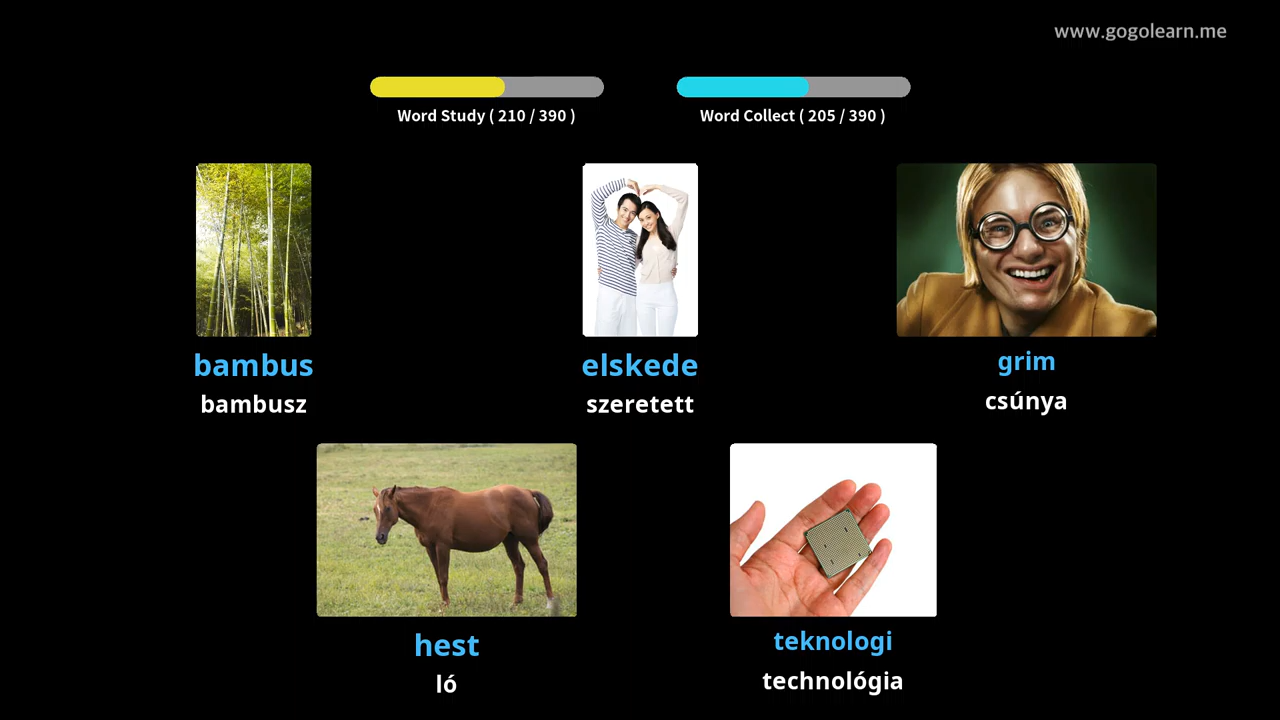 www.gogolearn.me
Word Study ( 210 / 390 )
Word Collect ( 205 / 390 )
bambus
bambusz
elskede
szeretett
grim
csúnya
hest
ló
teknologi
technológia